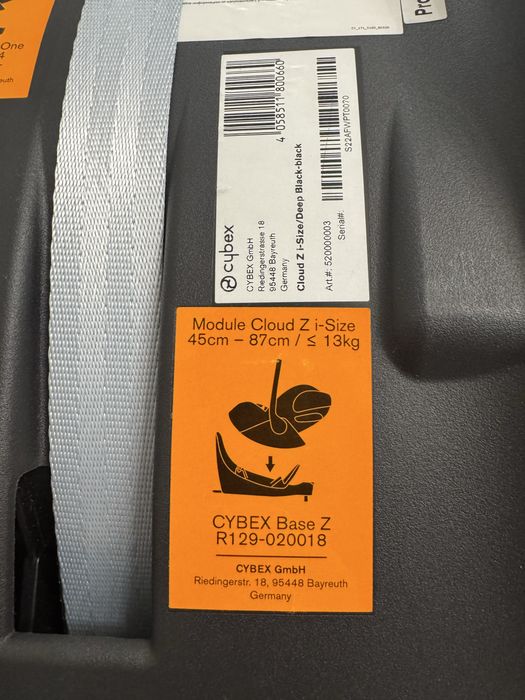 One
4
euth
Pro
4 058511 800660
cybex
CYBEX GmbH
Riedingerstrasse 18
95448 Bayreuth
Germany
Cloud Z i-Size/Deep Black-black
Art.#: 520000003
Serial#:
S22AFWPT0070
Module Cloud Z i-Size
45cm – 87cm / ≤ 13kg
CYBEX Base Z
R129-020018
CYBEX GmbH
Riedingerstr. 18, 95448 Bayreuth
Germany